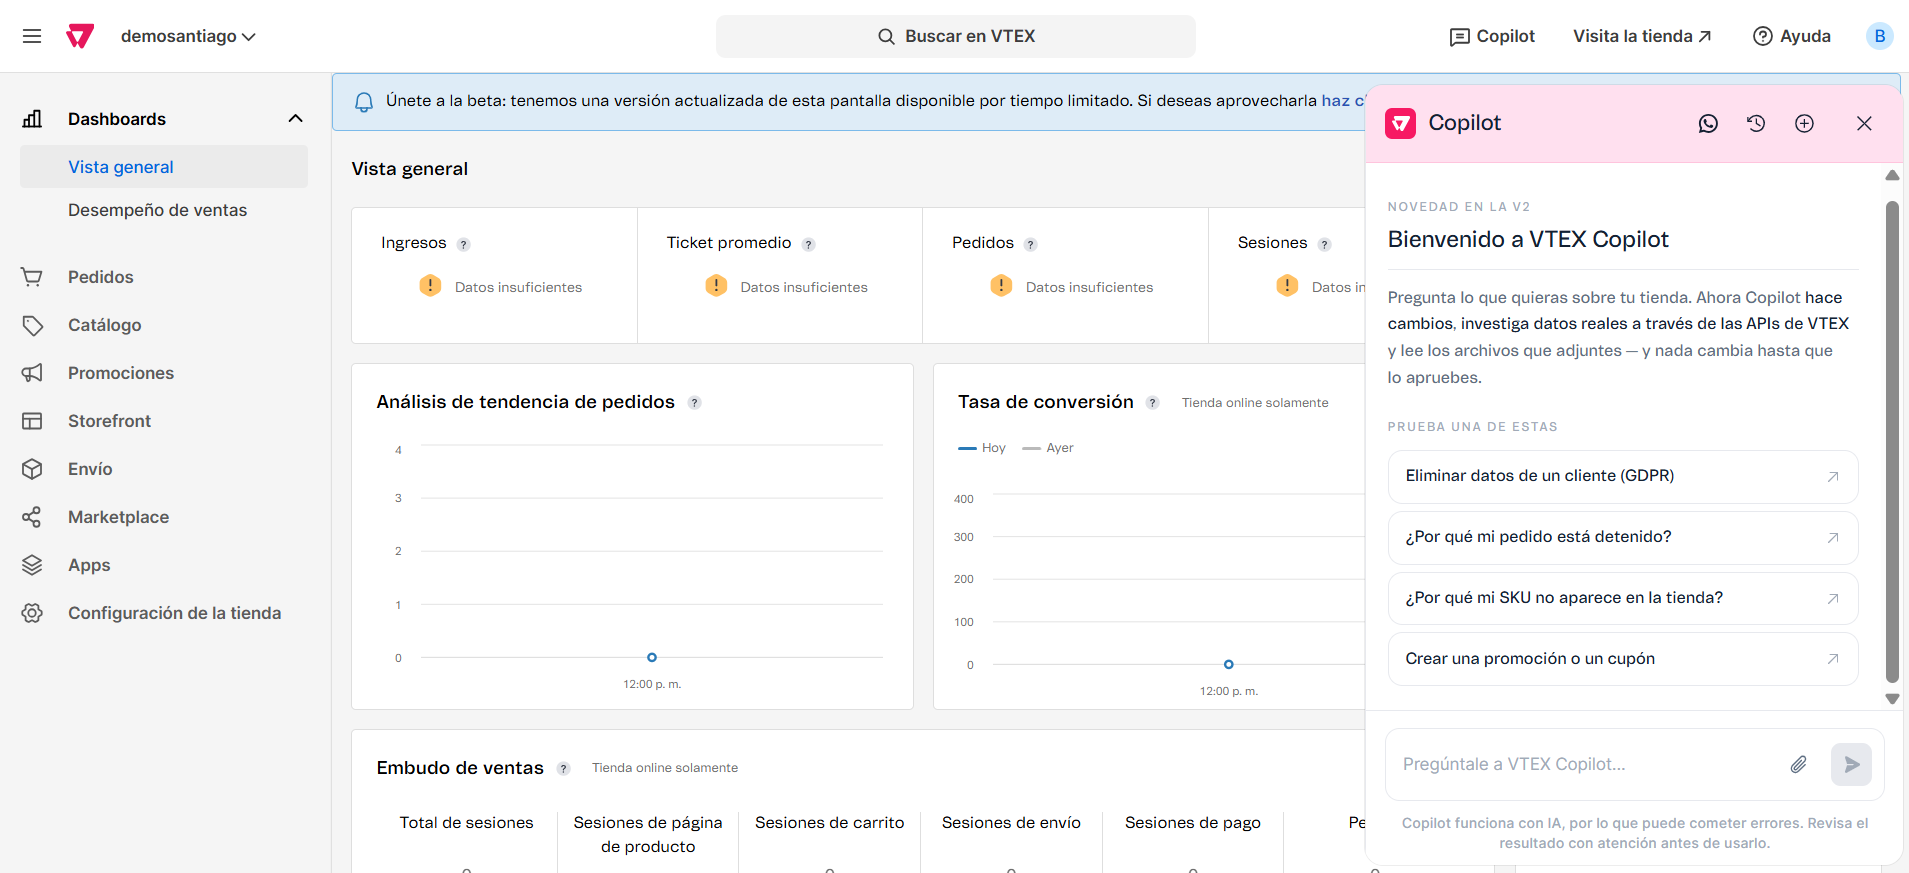 demosantiago
Buscar en VTEX
Copilot
Visita la tienda
Ayuda
B
Dashboards
Vista general
Desempeño de ventas
Pedidos
Catálogo
Promociones
Storefront
Envío
Marketplace
Apps
Configuración de la tienda
Únete a la beta: tenemos una versión actualizada de esta pantalla disponible por tiempo limitado. Si deseas aprovecharla haz
Vista general
Ingresos ?
! Datos insuficientes
Ticket promedio ?
! Datos insuficientes
Pedidos ?
! Datos insuficientes
Sesiones ?
! Datos
Análisis de tendencia de pedidos ?
4
3
2
1
0
12:00 p. m.
Tasa de conversión ? Tienda online solamente
Hoy Ayer
400
300
200
100
0
12:00 p. m.
Embudo de ventas ? Tienda online solamente
Total de sesiones
Sesiones de página
de producto
Sesiones de carrito
Sesiones de envío
Sesiones de pago
Copilot
NOVEDAD EN LA V2
Bienvenido a VTEX Copilot
Pregunta lo que quieras sobre tu tienda. Ahora Copilot hace
cambios, investiga datos reales a través de las APIs de VTEX
y lee los archivos que adjuntes — y nada cambia hasta que
lo apruebes.
PRUEBA UNA DE ESTAS
Eliminar datos de un cliente (GDPR)
¿Por qué mi pedido está detenido?
¿Por qué mi SKU no aparece en la tienda?
Crear una promoción o un cupón
Pregúntale a VTEX Copilot...
Copilot funciona con IA, por lo que puede cometer errores. Revisa el
resultado con atención antes de usarlo.